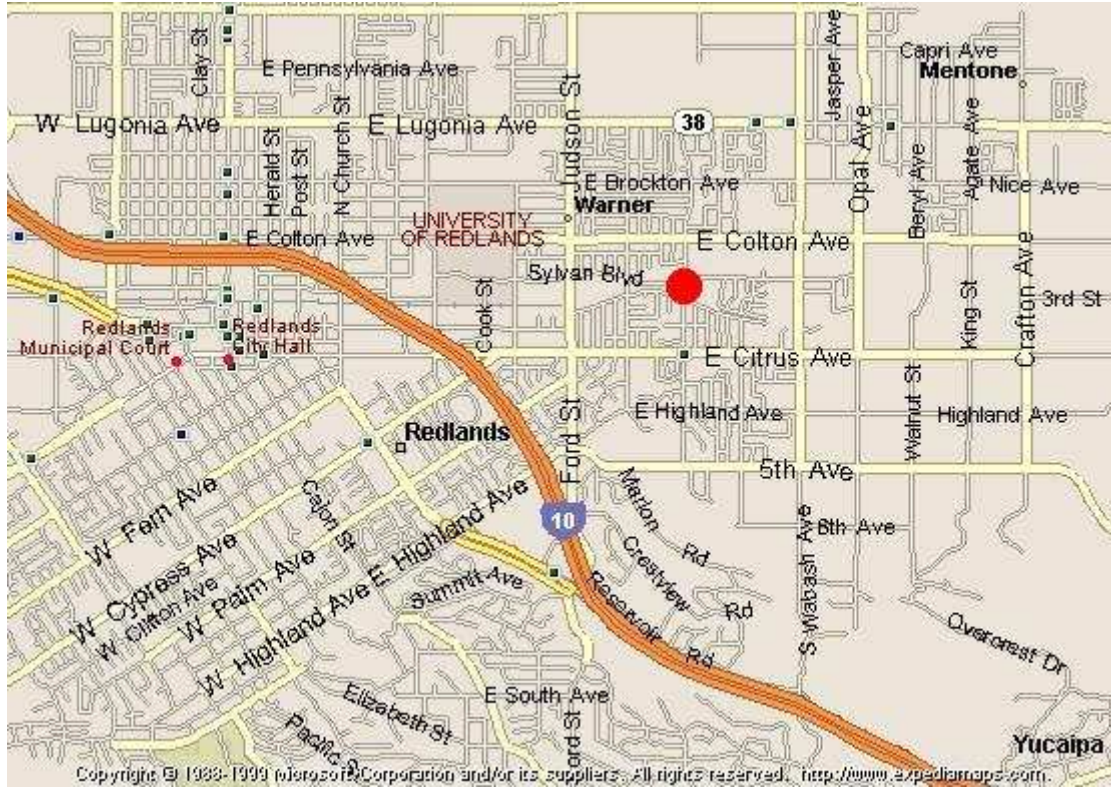 Clay St
E Pennsylvania Ave
Jasper Ave
Capri Ave
Mentone
W Lugonia Ave
E Lugonia Ave
38
Judson St
Herald St
Post St
N Church St
Opal Ave
Beryl Ave
Agate Ave
E Brockton Ave
Nice Ave
Warner
UNIVERSITY
OF REDLANDS
E Colton Ave
E Colton Ave
Sylvan Blvd
Cook St
King St
Crafton Ave
3rd St
Redlands
Municipal Court
Redlands
City Hall
E Citrus Ave
Walnut St
E Highland Ave
Highland Ave
Ford St
Redlands
5th Ave
W Fern Ave
Cajon St
E Highland Ave
Marion Rd
10
6th Ave
S Wabash Ave
W Cypress Ave
W Clifton Ave
W Palm Ave
W Highland Ave
Summit Ave
Crestview Rd
Reservoir Rd
Overcrest Dr
E South Ave
Elizabeth St
Pacific St
Ford St
Yucaipa
Copyright © 1988-1999 Microsoft Corporation and/or its suppliers. All rights reserved. http://www.expediamaps.com.